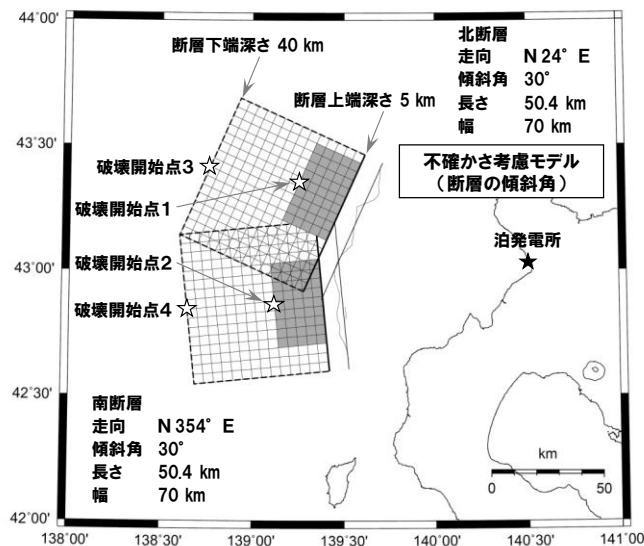 44°00'
断層下端深さ 40 km
北断層
走向 N 24° E
傾斜角 30°
長さ 50.4 km
幅 70 km
断層上端深さ 5 km
43°30'
不確かさ考慮モデル
(断層の傾斜角)
破壊開始点3
破壊開始点1
泊発電所
43°00'
破壊開始点2
破壊開始点4
42°30'
南断層
走向 N 354° E
傾斜角 30°
長さ 50.4 km
幅 70 km
km
0 50
42°00'
138°00' 138°30' 139°00' 139°30' 140°00' 140°30' 141°00'